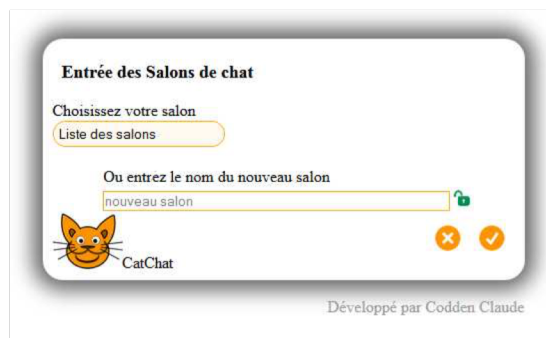 Entrée des Salons de chat
Choisissez votre salon
Liste des salons
Ou entrez le nom du nouveau salon
nouveau salon
CatChat
Développé par Codden Claude